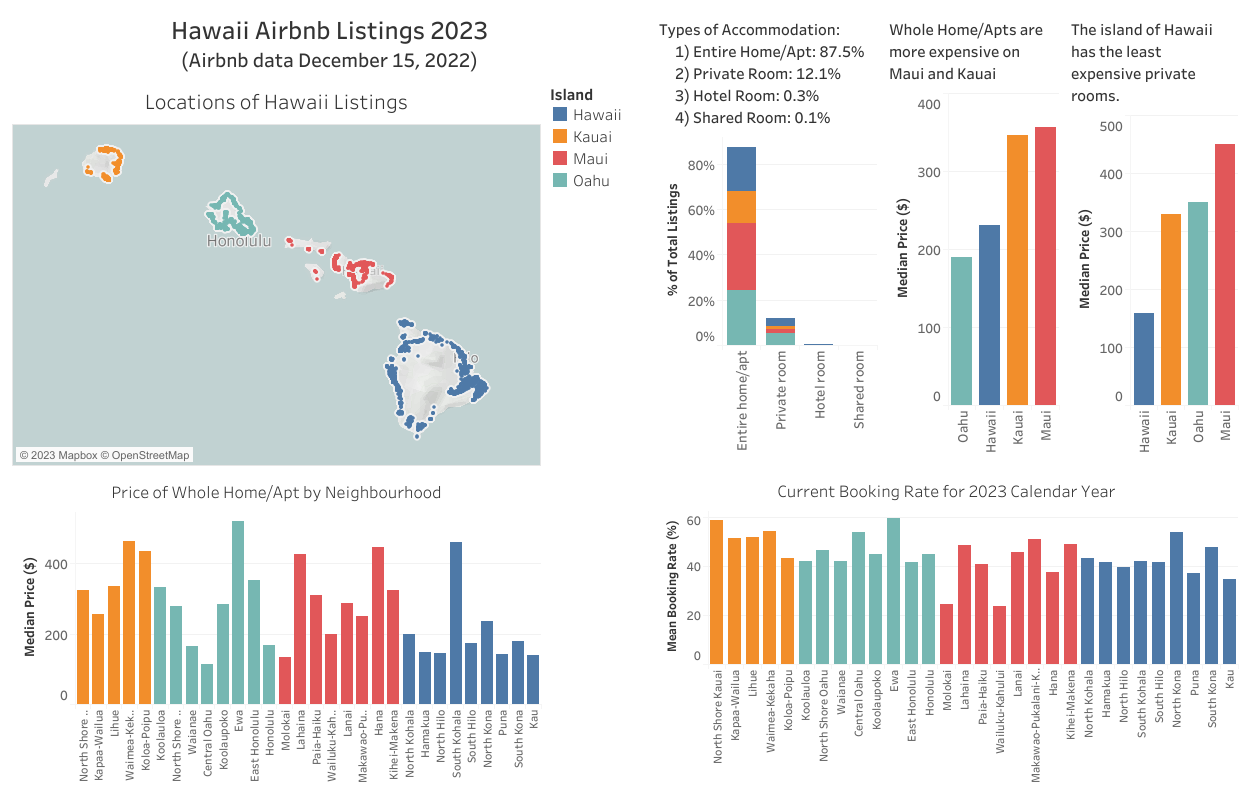 Hawaii Airbnb Listings 2023
(Airbnb data December 15, 2022)
Locations of Hawaii Listings
Island
Hawaii
Kauai
Maui
Oahu
Honolulu
© 2023 Mapbox © OpenStreetMap
Types of Accommodation:
1) Entire Home/Apt: 87.5%
2) Private Room: 12.1%
3) Hotel Room: 0.3%
4) Shared Room: 0.1%
% of Total Listings
80%
60%
40%
20%
0%
Entire home/apt
Private room
Hotel room
Shared room
Whole Home/Apts are
more expensive on
Maui and Kauai
Median Price ($)
400
300
200
100
0
Oahu
Hawaii
Kauai
Maui
The island of Hawaii
has the least
expensive private
rooms.
Median Price ($)
500
400
300
200
100
0
Hawaii
Kauai
Oahu
Maui
Price of Whole Home/Apt by Neighbourhood
Median Price ($)
400
200
0
North Shore ..
Kapaa-Wailua
Lihue
Waimea-Kek..
Koloa-Poipu
Koolauloa
North Shore ..
Waianae
Central Oahu
Koolaupoko
Ewa
East Honolulu
Honolulu
Molokai
Lahaina
Paia-Haiku
Wailuku-Kah..
Lanai
Makawao-Pu..
Hana
Kihei-Makena
North Kohala
Hamakua
North Hilo
South Kohala
South Hilo
North Kona
Puna
South Kona
Kau
Current Booking Rate for 2023 Calendar Year
Mean Booking Rate (%)
60
40
20
0
North Shore Kauai
Kapaa-Wailua
Lihue
Waimea-Kekaha
Koloa-Poipu
Koolauloa
North Shore Oahu
Waianae
Central Oahu
Koolaupoko
Ewa
East Honolulu
Honolulu
Molokai
Lahaina
Paia-Haiku
Wailuku-Kahului
Lanai
Makawao-Pukalani-K..
Hana
Kihei-Makena
North Kohala
Hamakua
North Hilo
South Kohala
South Hilo
North Kona
Puna
South Kona
Kau